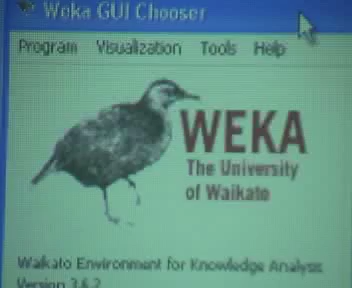 Weka GUI Chooser
Program Visualization Tools Help
WEKA
The University
of Waikato
Waikato Environment for Knowledge Analysis
Version 3.6.2